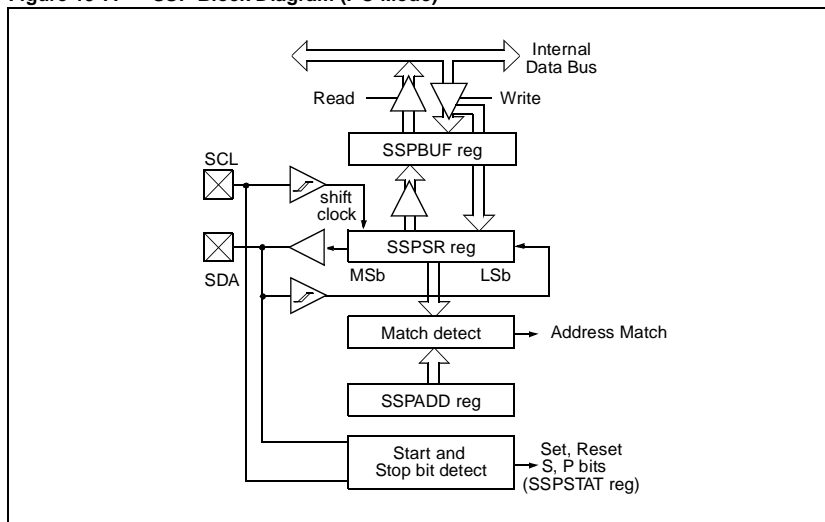 Internal
Data Bus
Read
Write
SSPBUF reg
SCL
shift
clock
SSPSR reg
MSb
LSb
SDA
Match detect
Address Match
SSPADD reg
Start and
Stop bit detect
Set, Reset
S, P bits
(SSPSTAT reg)